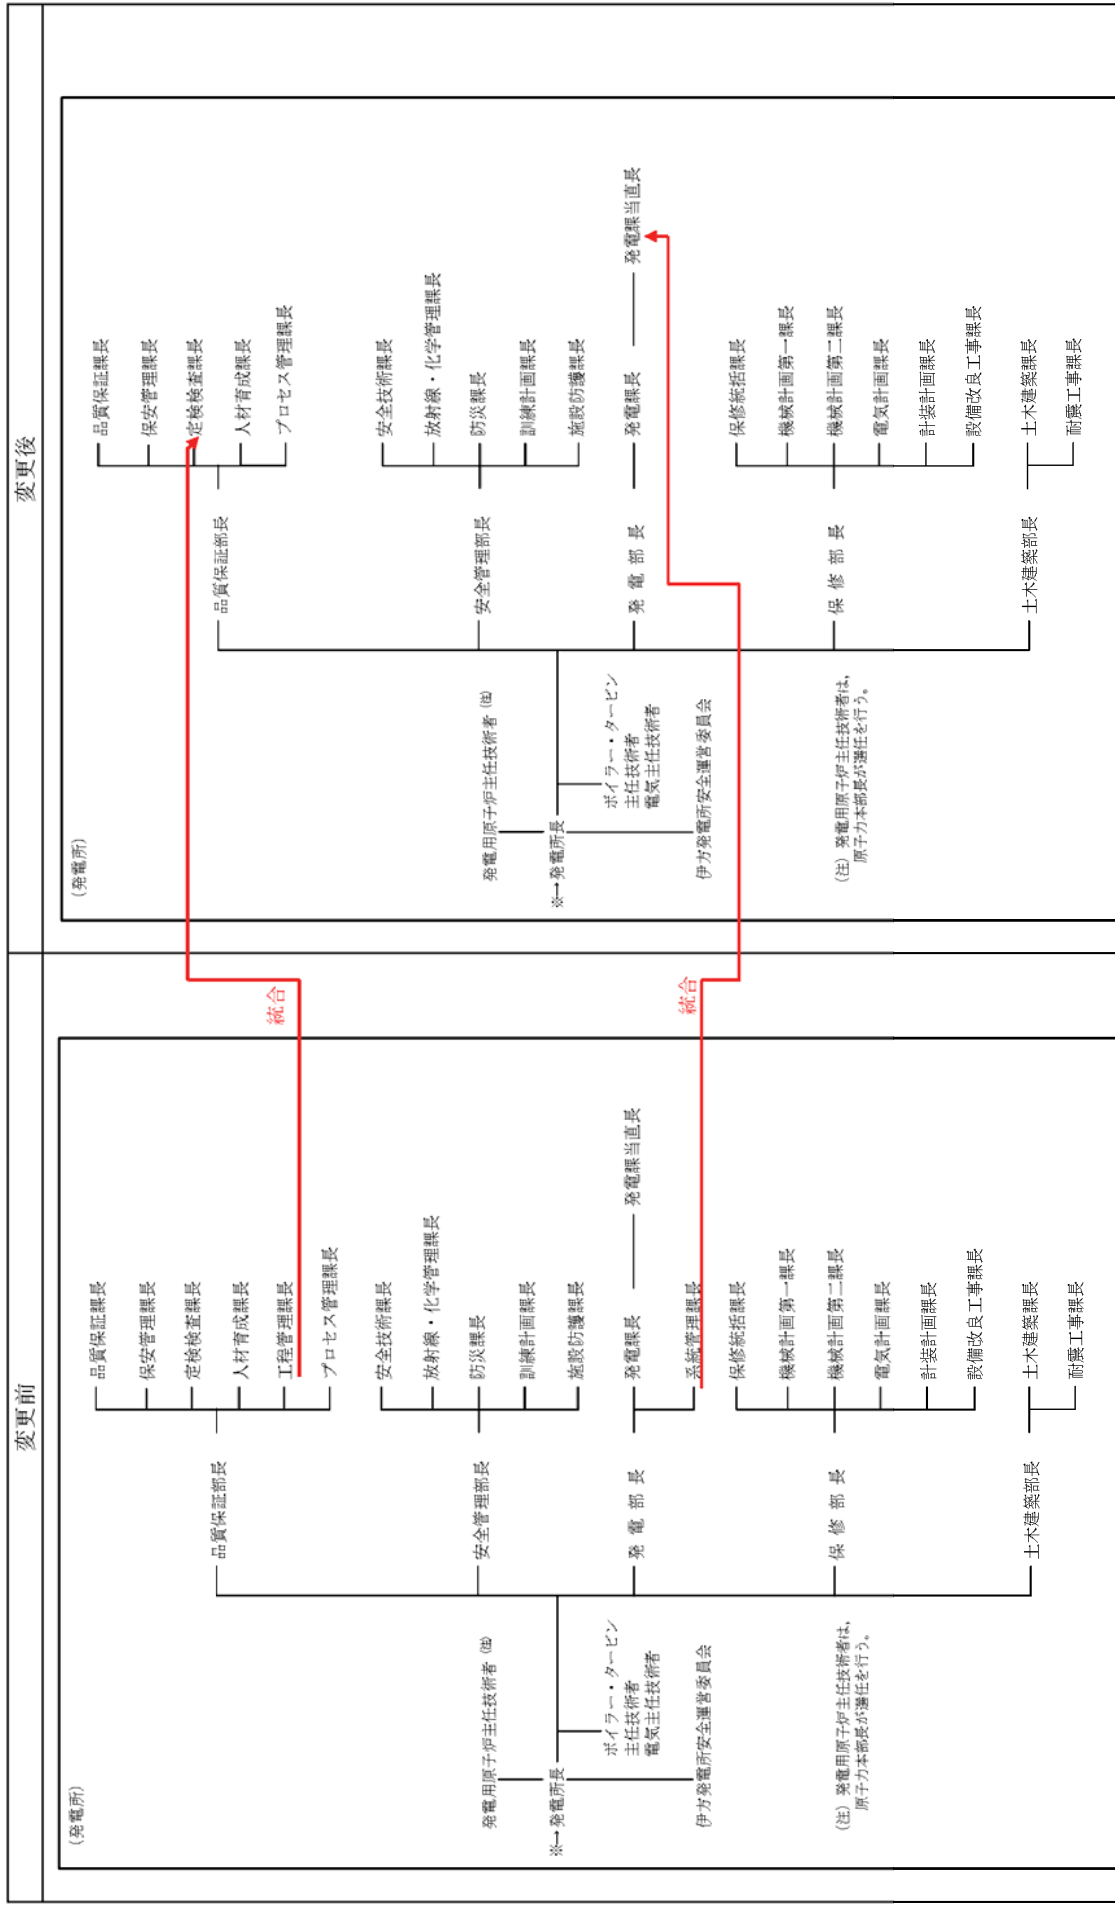 変更前
(発電所)
※→発電所長
発電用原子炉主任技術者 (注)
ボイラー・タービン
主任技術者
電気主任技術者
伊方発電所安全運営委員会
(注) 発電用原子炉主任技術者は,
原子力本部長が選任を行う。
品質保証部長
品質保証課長
保安管理課長
定検検査課長
人材育成課長
工程管理課長
プロセス管理課長
安全管理部長
安全技術課長
放射線・化学管理課長
防災課長
訓練計画課長
施設防護課長
発 電 部 長
発電課長
発電課当直長
系統管理課長
保 修 部 長
保修統括課長
機械計画第一課長
機械計画第二課長
電気計画課長
計装計画課長
設備改良工事課長
土木建築部長
土木建築課長
耐震工事課長
統合
統合
変更後
(発電所)
※→発電所長
発電用原子炉主任技術者 (注)
ボイラー・タービン
主任技術者
電気主任技術者
伊方発電所安全運営委員会
(注) 発電用原子炉主任技術者は,
原子力本部長が選任を行う。
品質保証部長
品質保証課長
保安管理課長
定検検査課長
人材育成課長
プロセス管理課長
安全管理部長
安全技術課長
放射線・化学管理課長
防災課長
訓練計画課長
施設防護課長
発 電 部 長
発電課長
発電課当直長
保 修 部 長
保修統括課長
機械計画第一課長
機械計画第二課長
電気計画課長
計装計画課長
設備改良工事課長
土木建築部長
土木建築課長
耐震工事課長